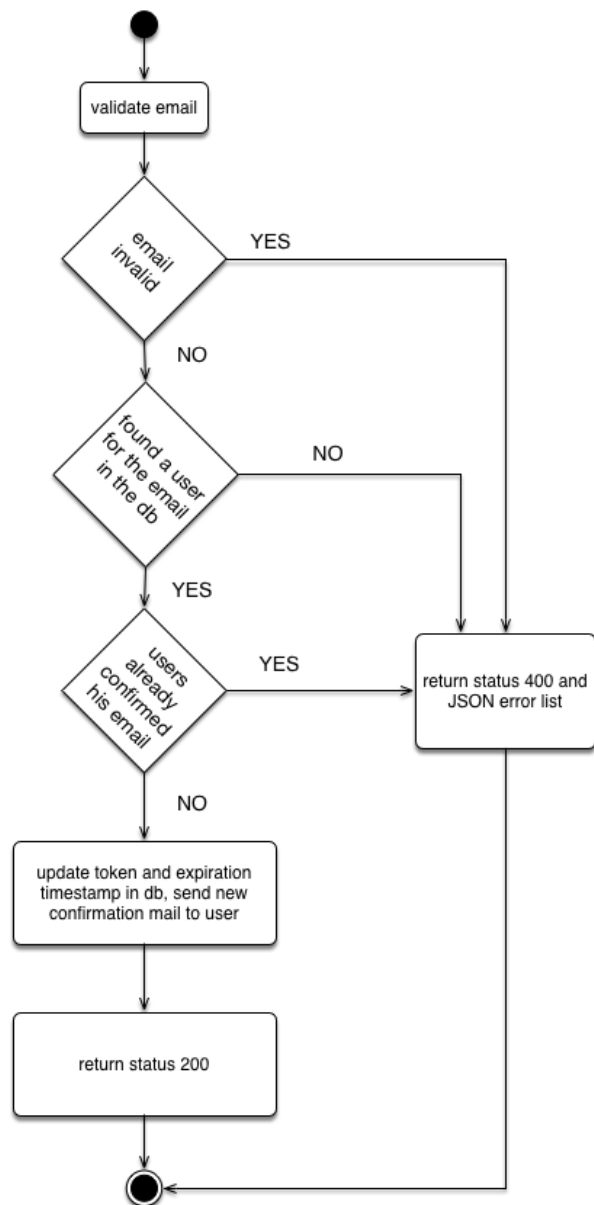 validate email
email
invalid
YES
NO
found a user
for the email
in the db
NO
YES
users
already
confirmed
his email
YES
return status 400 and
JSON error list
NO
update token and expiration
timestamp in db, send new
confirmation mail to user
return status 200